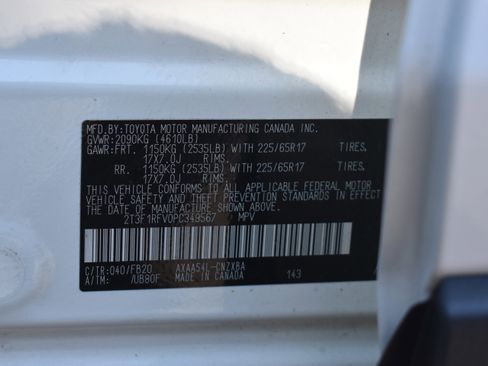 MFD.BY:TOYOTA MOTOR MANUFACTURING CANADA INC.
GVWR:2090KG (4610LB)
GAWR:FRT. 1150KG (2535LB) WITH 225/65R17 TIRES,
17X7.0J RIMS.
RR. 1150KG (2535LB) WITH 225/65R17 TIRES,
17X7.0J RIMS.
THIS VEHICLE CONFORMS TO ALL APPLICABLE FEDERAL MOTOR
VEHICLE SAFETY AND THEFT PREVENTION STANDARDS IN EFFECT
ON THE DATE OF MANUFACTURE SHOWN ABOVE.
2T3F1RFV0PC349567 MPV
C/TR:040/FB20 AXAA54L-CNZXBA
A/TM: /UB80F MADE IN CANADA 143